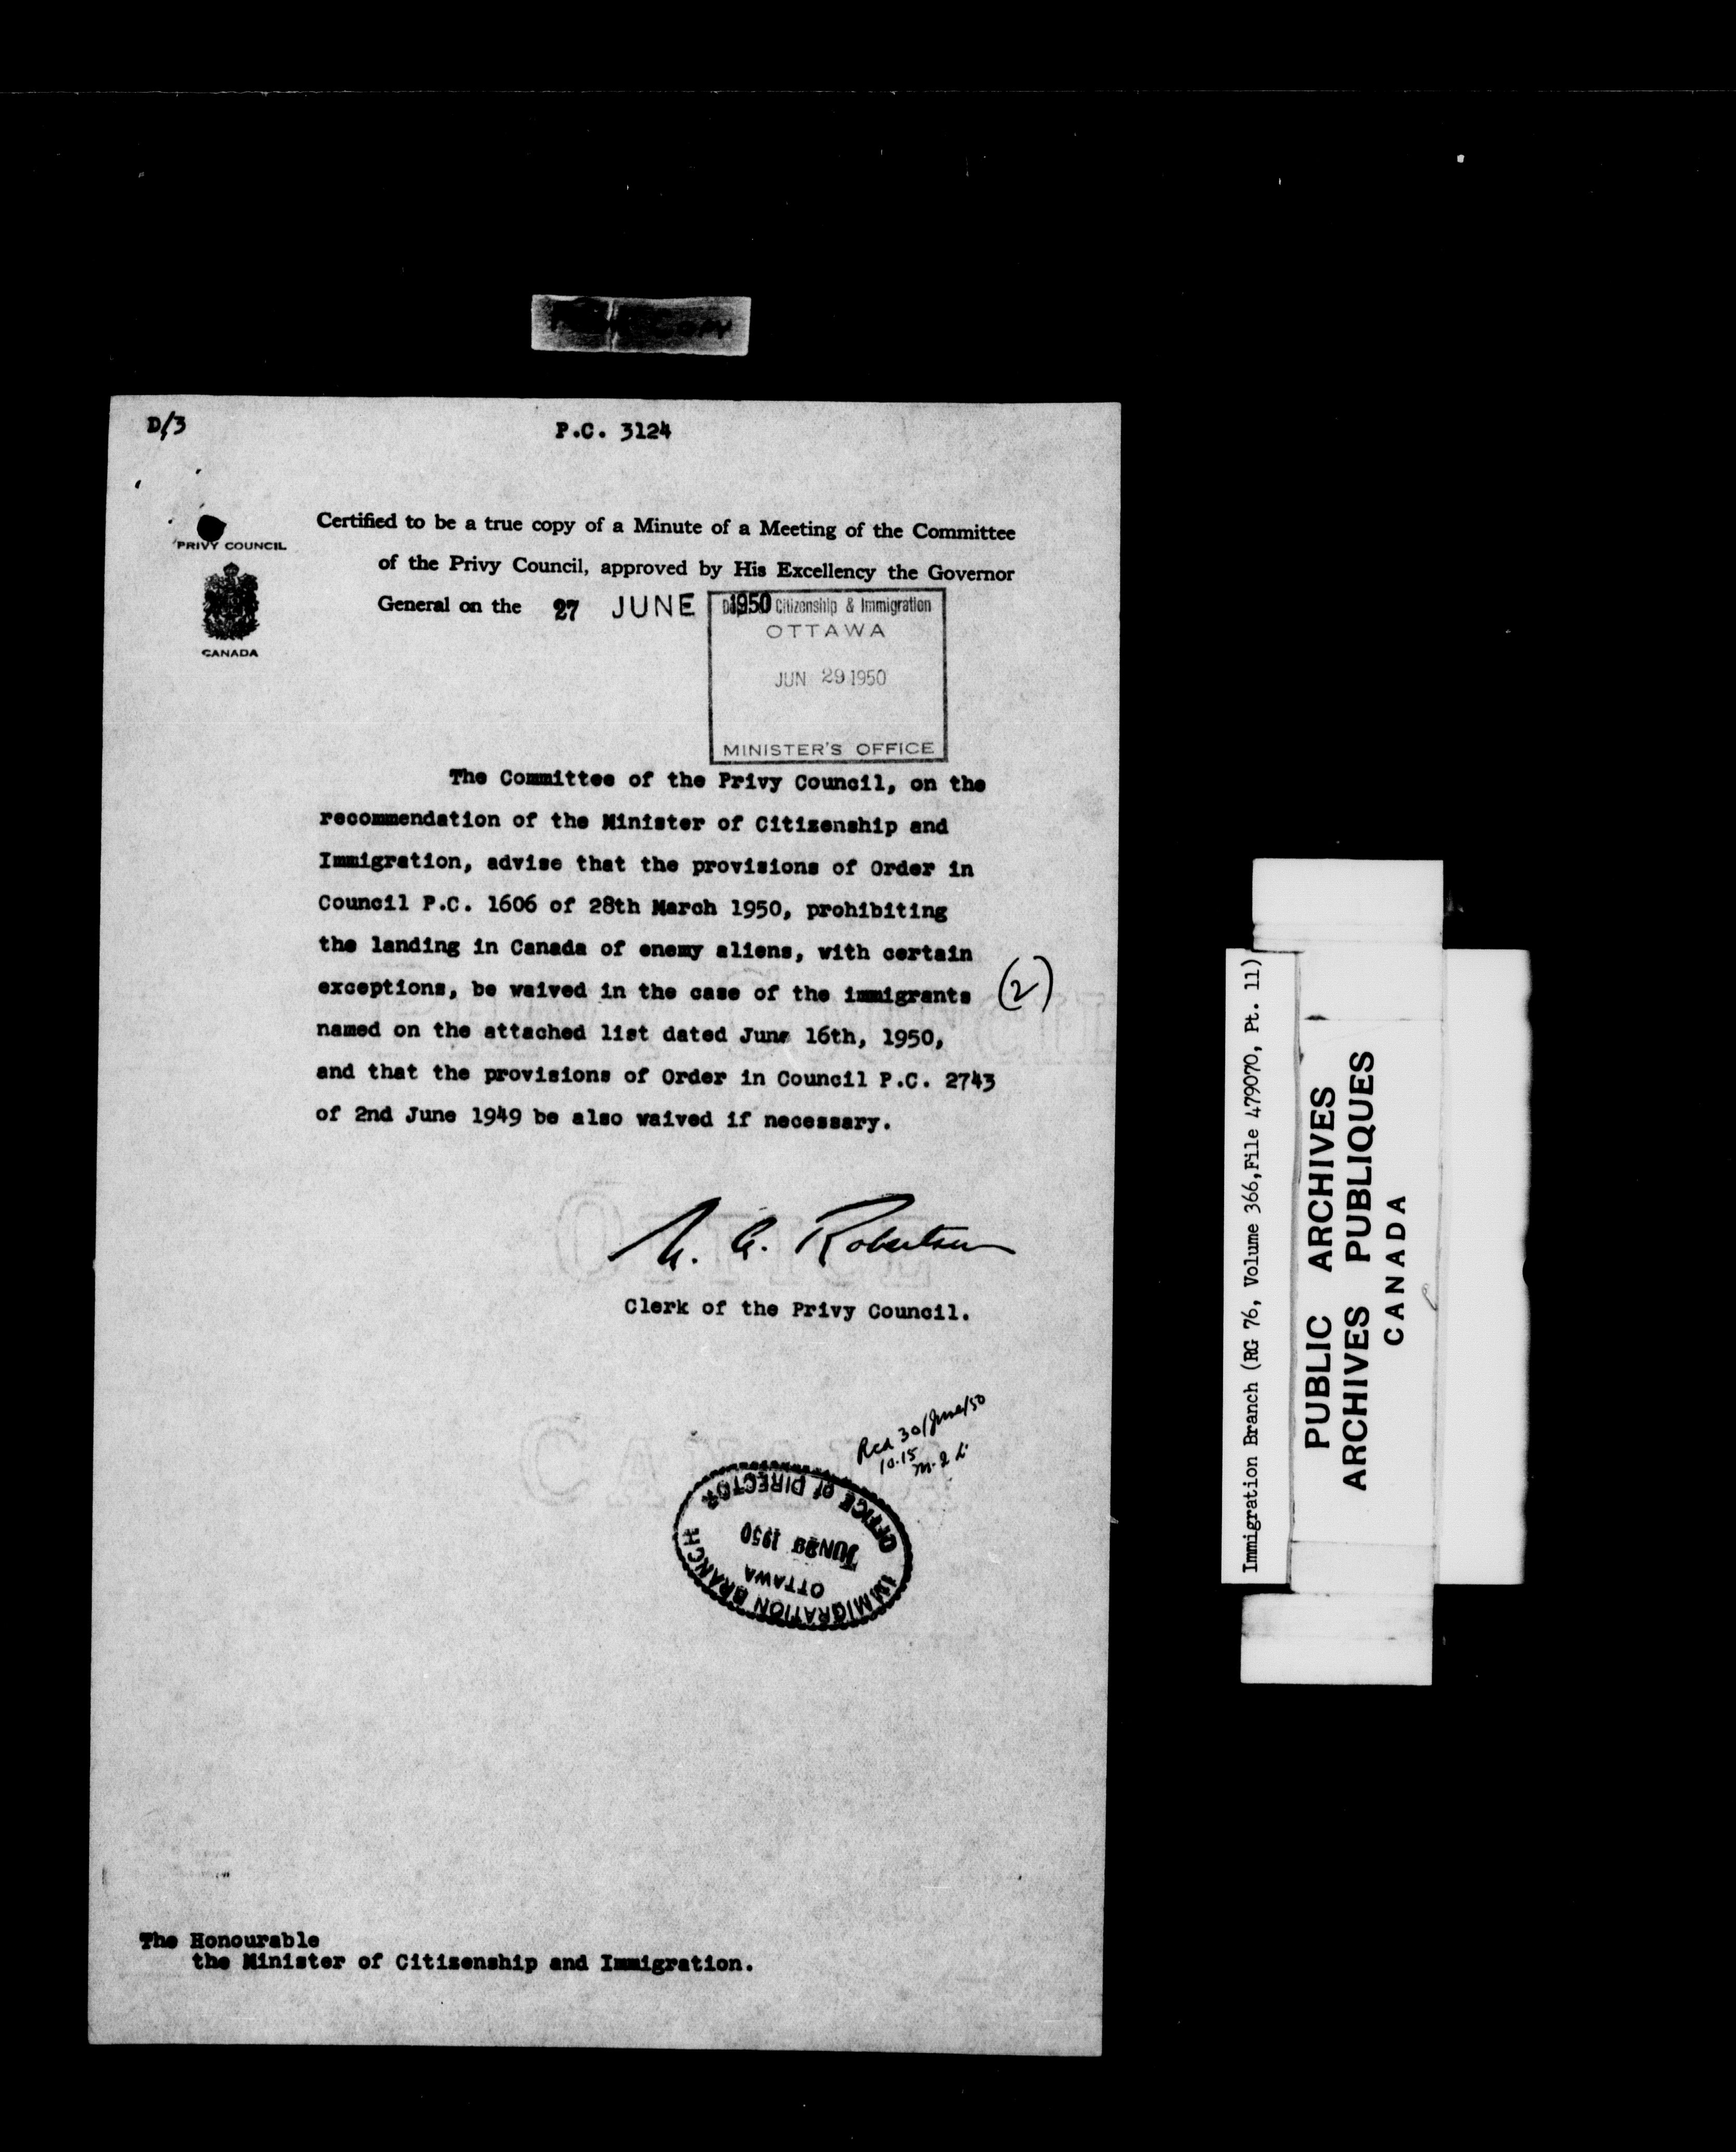 COPY
D/3
P.C. 3124
PRIVY COUNCIL
CANADA
Certified to be a true copy of a Minute of a Meeting of the Committee
of the Privy Council, approved by His Excellency the Governor
General on the 27 JUNE 1950
Citizenship & Immigration
OTTAWA
JUN 29 1950
MINISTER'S OFFICE
The Committee of the Privy Council, on the
recommendation of the Minister of Citizenship and
Immigration, advise that the provisions of Order in
Council P.C. 1606 of 28th March 1950, prohibiting
the landing in Canada of enemy aliens, with certain
exceptions, be waived in the case of the immigrants
(2)
named on the attached list dated June 16th, 1950,
and that the provisions of Order in Council P.C. 2743
of 2nd June 1949 be also waived if necessary.
N. A. Robertson
Clerk of the Privy Council.
Rcd 30/June/50
10.15
OFFICE of DIRECTOR
JUN 1950
OTTAWA
IMMIGRATION BRANCH
The Honourable
the Minister of Citizenship and Immigration.
Immigration Branch (RG 76, Volume 366,File 479070, Pt. 11)
PUBLIC ARCHIVES
ARCHIVES PUBLIQUES
CANADA